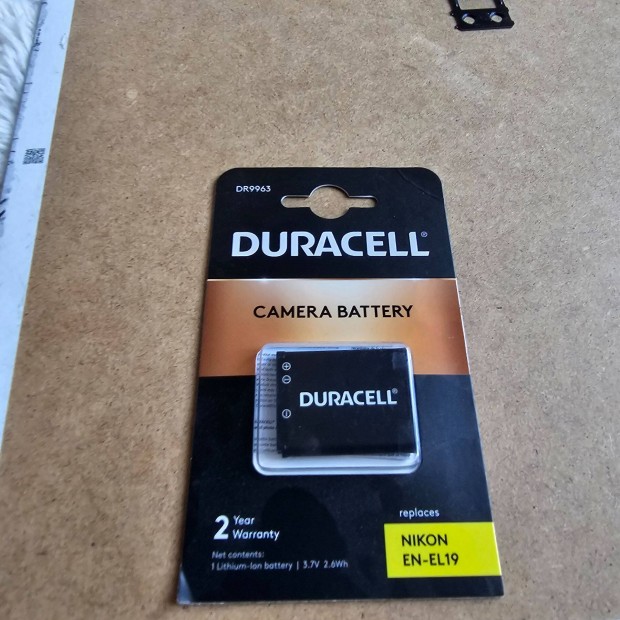 DR9963
DURACELL®
CAMERA BATTERY
DURACELL®
2 Year
Warranty
Net contents:
1 Lithium-Ion battery | 3.7V 2.6Wh
replaces
NIKON
EN-EL19